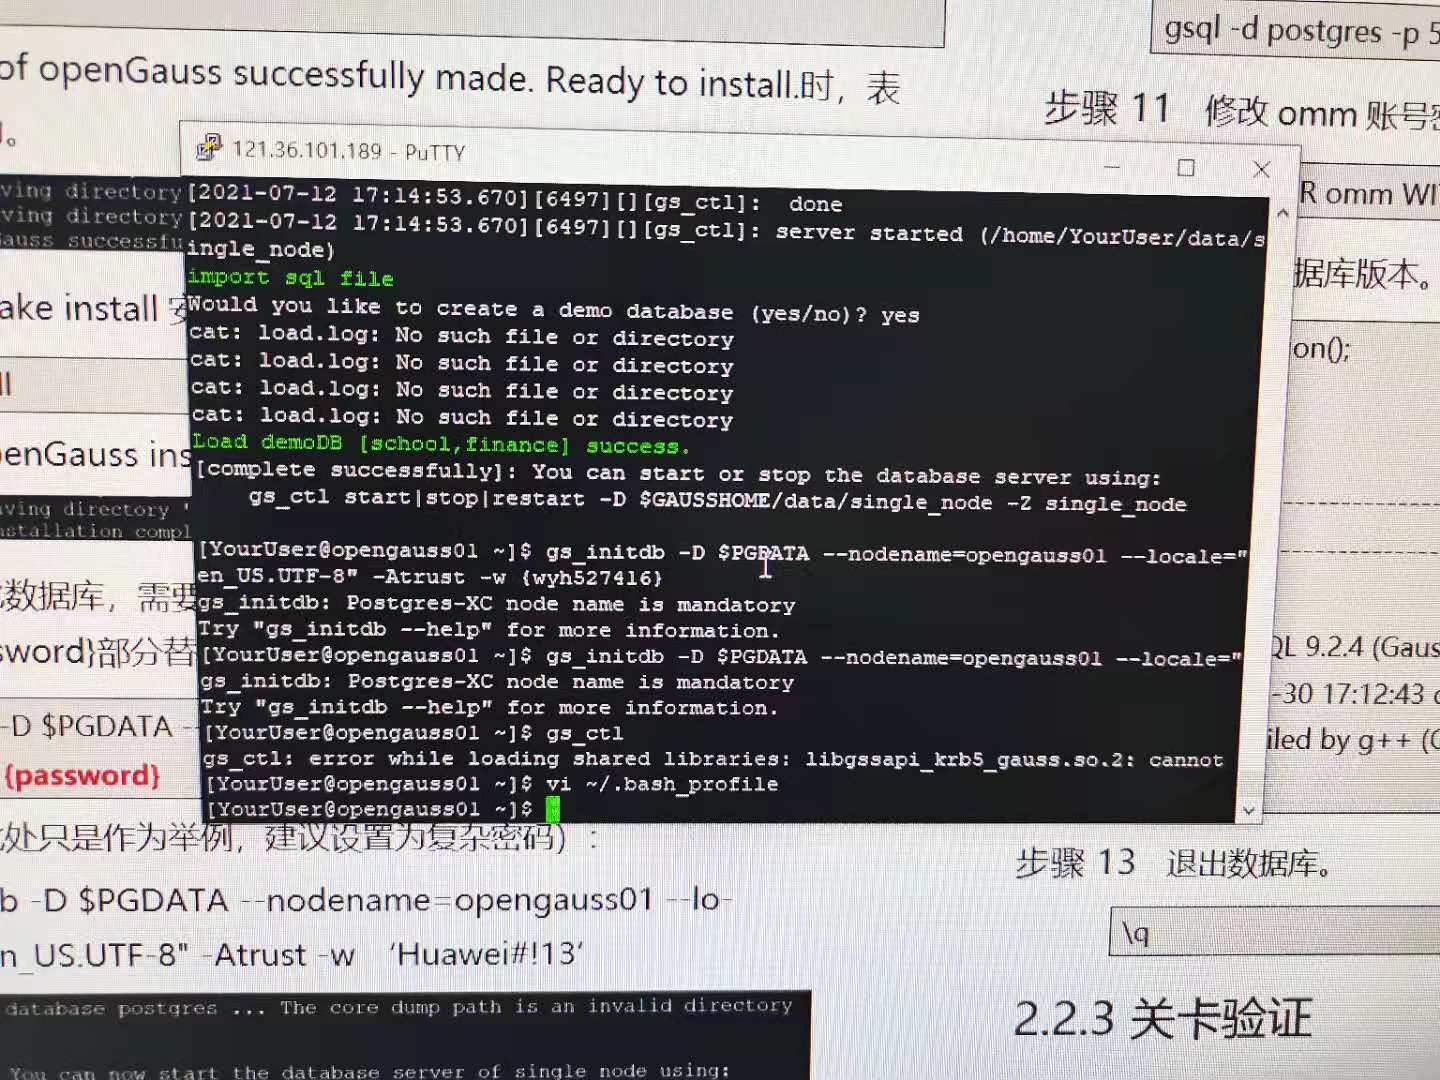 gsql -d postgres -p 5
of openGauss successfully made. Ready to install.时，表
。
步骤 11 修改 omm 账号密
121.36.101.189 - PuTTY
R omm WI
ving directory
ving directory
auss successfu
[2021-07-12 17:14:53.670][6497][][gs_ctl]:  done
[2021-07-12 17:14:53.670][6497][][gs_ctl]: server started (/home/YourUser/data/s
ingle_node)
import sql file
Would you like to create a demo database (yes/no)? yes
cat: load.log: No such file or directory
cat: load.log: No such file or directory
cat: load.log: No such file or directory
cat: load.log: No such file or directory
Load demoDB [school,finance] success.
[complete successfully]: You can start or stop the database server using:
gs_ctl start|stop|restart -D $GAUSSHOME/data/single_node -Z single_node
[YourUser@opengauss01 ~]$ gs_initdb -D $PGDATA --nodename=opengauss01 --locale="
en_US.UTF-8" -Atrust -w {wyh527416}
gs_initdb: Postgres-XC node name is mandatory
Try "gs_initdb --help" for more information.
[YourUser@opengauss01 ~]$ gs_initdb -D $PGDATA --nodename=opengauss01 --locale="
gs_initdb: Postgres-XC node name is mandatory
Try "gs_initdb --help" for more information.
[YourUser@opengauss01 ~]$ gs_ctl
gs_ctl: error while loading shared libraries: libgssapi_krb5_gauss.so.2: cannot
[YourUser@opengauss01 ~]$ vi ~/.bash_profile
[YourUser@opengauss01 ~]$
ake install 安
ll
enGauss ins
ving directory '
nstallation compl
数据库，需要
sword}部分替
-D $PGDATA --
{password}
此处只是作为举例，建议设置为复杂密码）：
b -D $PGDATA --nodename=opengauss01 --lo-
n_US.UTF-8" -Atrust -w ‘Huawei#!13‘
database postgres ... The core dump path is an invalid directory
You can now start the database server of single node using:
据库版本。
on();
QL 9.2.4 (Gaus
-30 17:12:43 c
iled by g++ (G
步骤 13 退出数据库。
\q
2.2.3 关卡验证